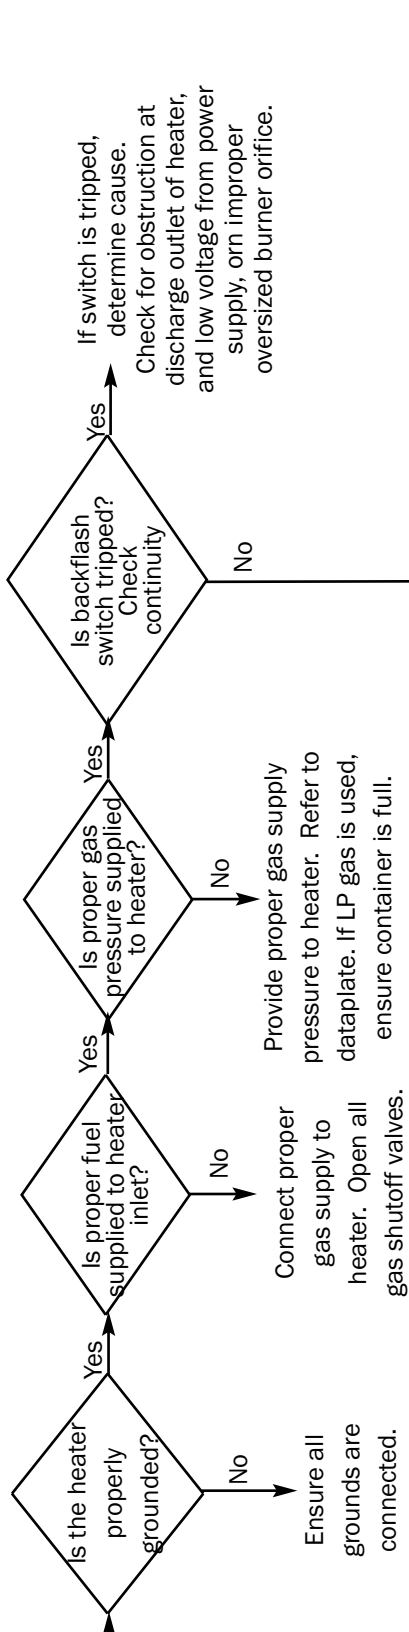 Is the heater
properly
grounded?
Yes
No
Ensure all
grounds are
connected.
Is proper fuel
supplied to heater
inlet?
Yes
No
Connect proper
gas supply to
heater. Open all
gas shutoff valves.
Is proper gas
pressure supplied
to heater?
Yes
No
Provide proper gas supply
pressure to heater. Refer to
dataplate. If LP gas is used,
ensure container is full.
Is backflash
switch tripped?
Check
continuity
Yes
No
If switch is tripped,
determine cause.
Check for obstruction at
discharge outlet of heater,
and low voltage from power
supply, orn improper
oversized burner orifice.